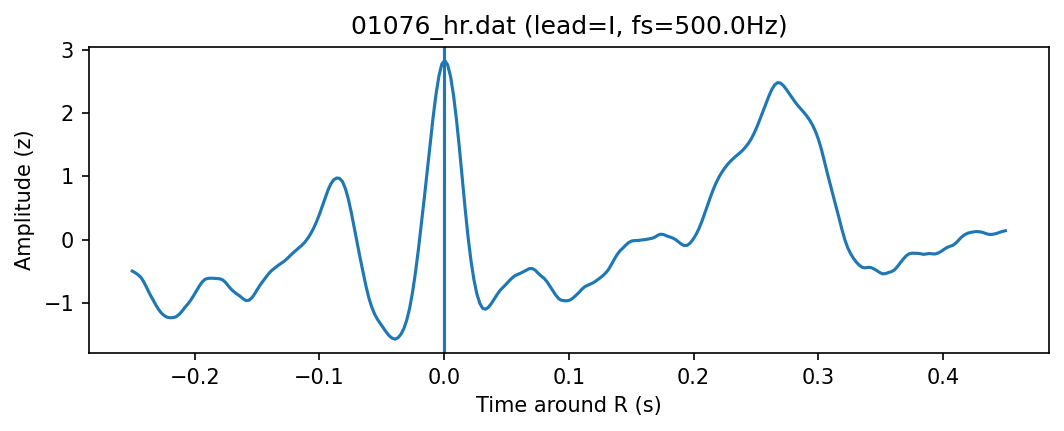 01076_hr.dat (lead=I, fs=500.0Hz)
Amplitude (z)
3
2
1
0
−1
−0.2 −0.1 0.0 0.1 0.2 0.3 0.4
Time around R (s)